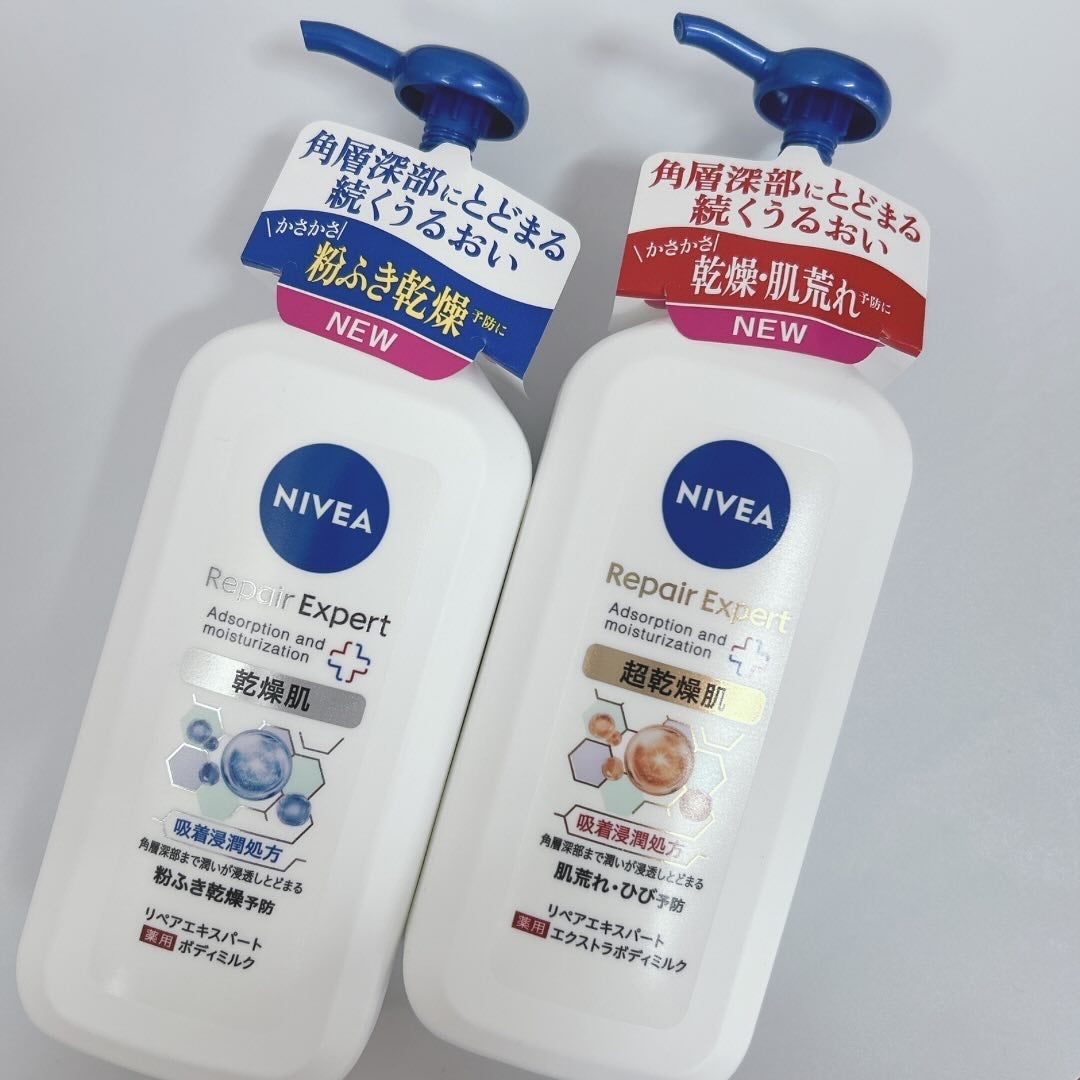 角層深部にとどまる
続くうるおい
\かさかさ/
粉ふき乾燥予防に
NEW
NIVEA
Repair Expert
Adsorption and
moisturization
乾燥肌
吸着浸潤処方
角層深部まで潤いが浸透しとどまる
粉ふき乾燥予防
リペアエキスパート
薬用 ボディミルク
角層深部にとどまる
続くうるおい
\かさかさ/
乾燥・肌荒れ予防に
NEW
NIVEA
Repair Expert
Adsorption and
moisturization
超乾燥肌
吸着浸潤処方
角層深部まで潤いが浸透しとどまる
肌荒れ・ひび予防
リペアエキスパート
薬用 エクストラボディミルク